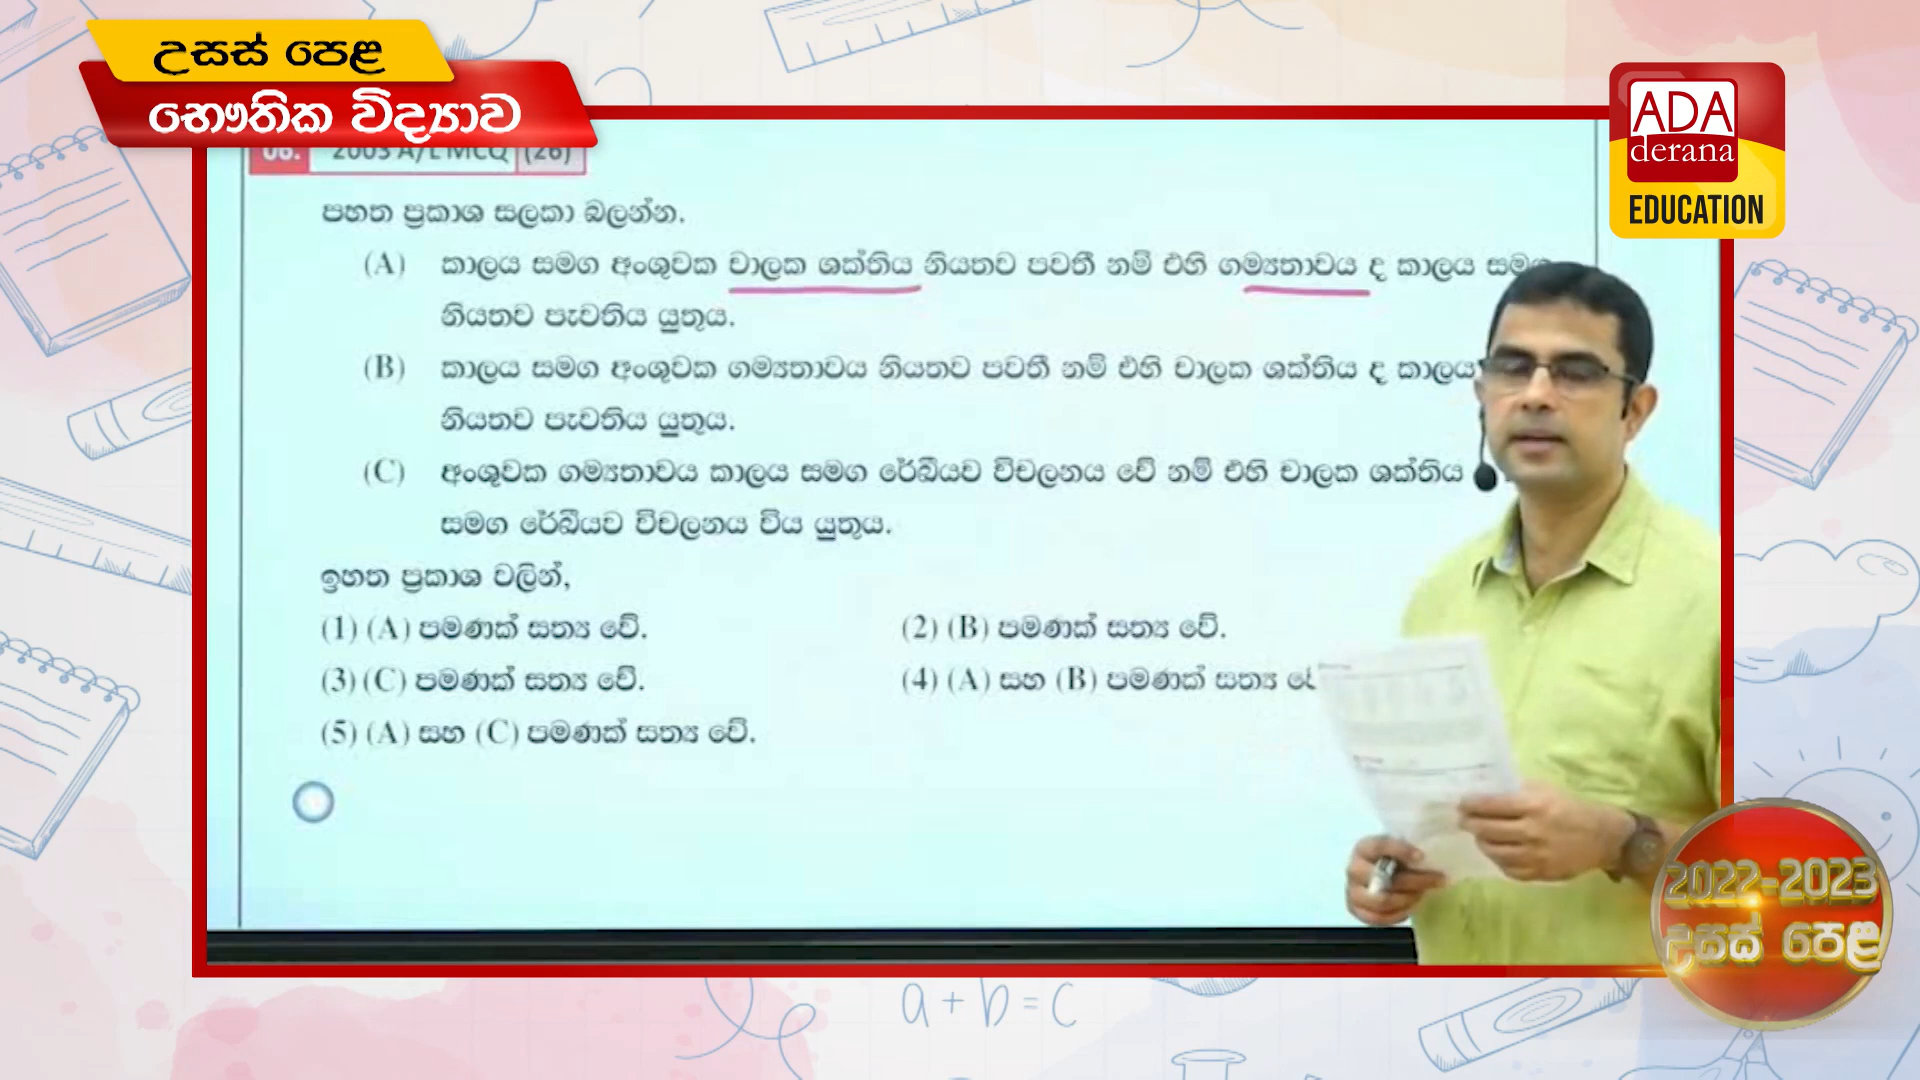 උසස් පෙළ
භෞතික විද්‍යාව
ADA
derana
EDUCATION
06. 2003 A/L MCQ (26)
පහත ප්‍රකාශ සලකා බලන්න.
(A) කාලය සමග අංශුවක චාලක ශක්තිය නියතව පවතී නම් එහි ගම්‍යතාවය ද කාලය සමග
නියතව පැවතිය යුතුය.
(B) කාලය සමග අංශුවක ගම්‍යතාවය නියතව පවතී නම් එහි චාලක ශක්තිය ද කාලය
නියතව පැවතිය යුතුය.
(C) අංශුවක ගම්‍යතාවය කාලය සමග රේඛීයව විචලනය වේ නම් එහි චාලක ශක්තිය
සමග රේඛීයව විචලනය විය යුතුය.
ඉහත ප්‍රකාශ වලින්,
(1) (A) පමණක් සත්‍ය වේ.
(2) (B) පමණක් සත්‍ය වේ.
(3) (C) පමණක් සත්‍ය වේ.
(4) (A) සහ (B) පමණක් සත්‍ය
(5) (A) සහ (C) පමණක් සත්‍ය වේ.
2022-2023
උසස් පෙළ
a + b = c